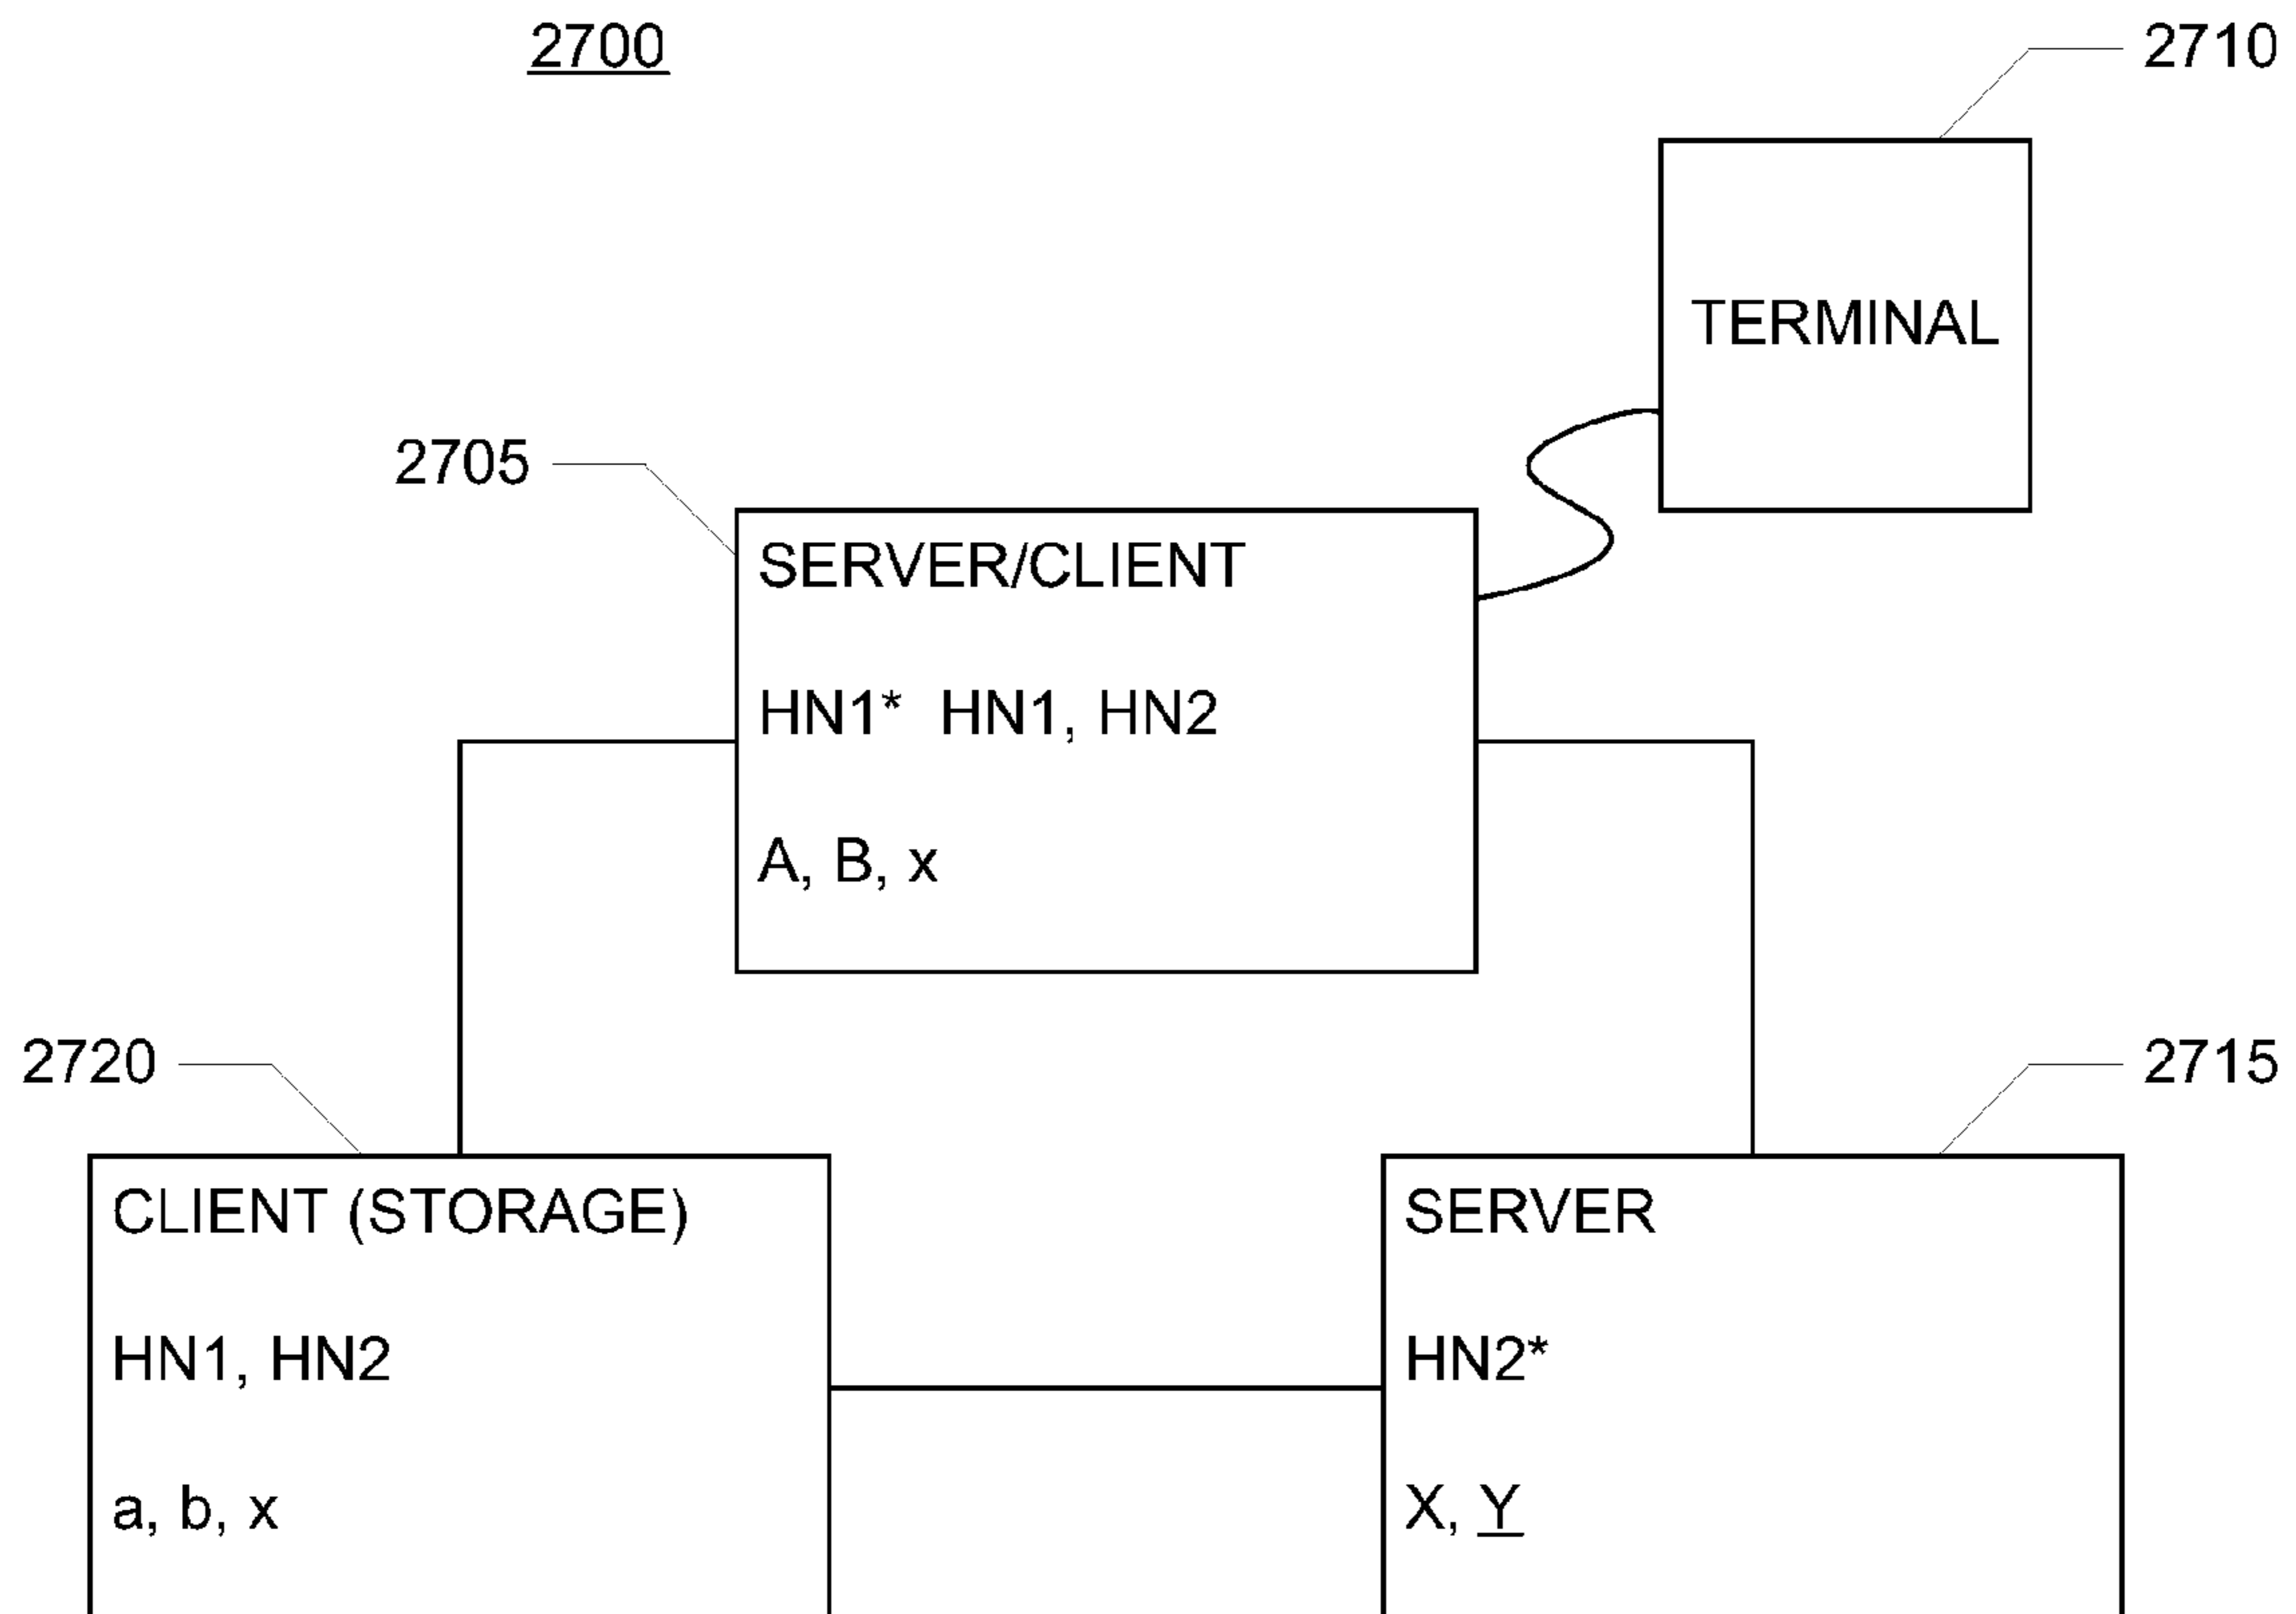 2700
2710
TERMINAL
2705
SERVER/CLIENT
HN1* HN1, HN2
A, B, x
2720
2715
CLIENT (STORAGE)
HN1, HN2
a, b, x
SERVER
HN2*
X, Y